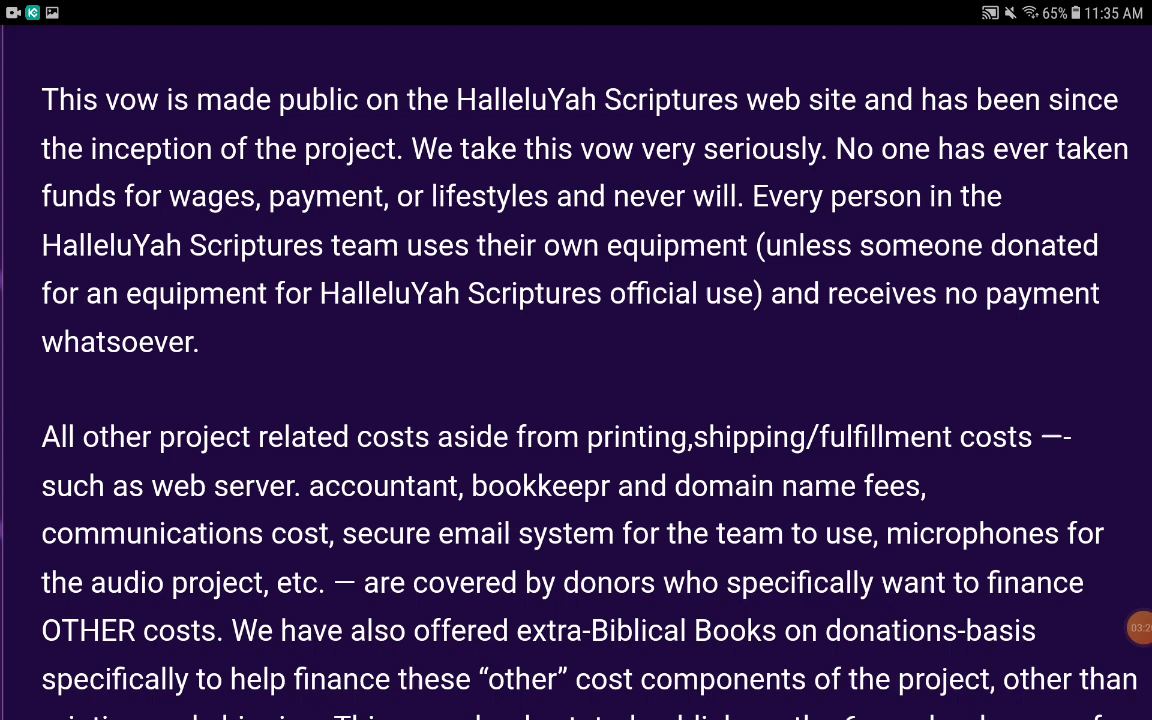 65% 11:35 AM
This vow is made public on the HalleluYah Scriptures web site and has been since
the inception of the project. We take this vow very seriously. No one has ever taken
funds for wages, payment, or lifestyles and never will. Every person in the
HalleluYah Scriptures team uses their own equipment (unless someone donated
for an equipment for HalleluYah Scriptures official use) and receives no payment
whatsoever.
All other project related costs aside from printing,shipping/fulfillment costs —-
such as web server. accountant, bookkeepr and domain name fees,
communications cost, secure email system for the team to use, microphones for
the audio project, etc. — are covered by donors who specifically want to finance
OTHER costs. We have also offered extra-Biblical Books on donations-basis
specifically to help finance these “other” cost components of the project, other than